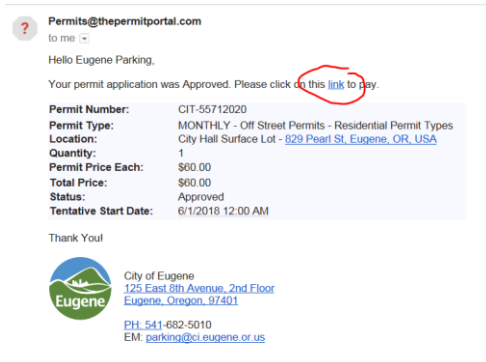 ?
Permits@thepermitportal.com
to me
Hello Eugene Parking,
Your permit application was Approved. Please click on this link to pay.
Permit Number: CIT-55712020
Permit Type: MONTHLY - Off Street Permits - Residential Permit Types
Location: City Hall Surface Lot - 829 Pearl St, Eugene, OR, USA
Quantity: 1
Permit Price Each: $60.00
Total Price: $60.00
Status: Approved
Tentative Start Date: 6/1/2018 12:00 AM
Thank You!
Eugene
City of Eugene
125 East 8th Avenue, 2nd Floor
Eugene, Oregon, 97401
PH: 541-682-5010
EM: parking@ci.eugene.or.us